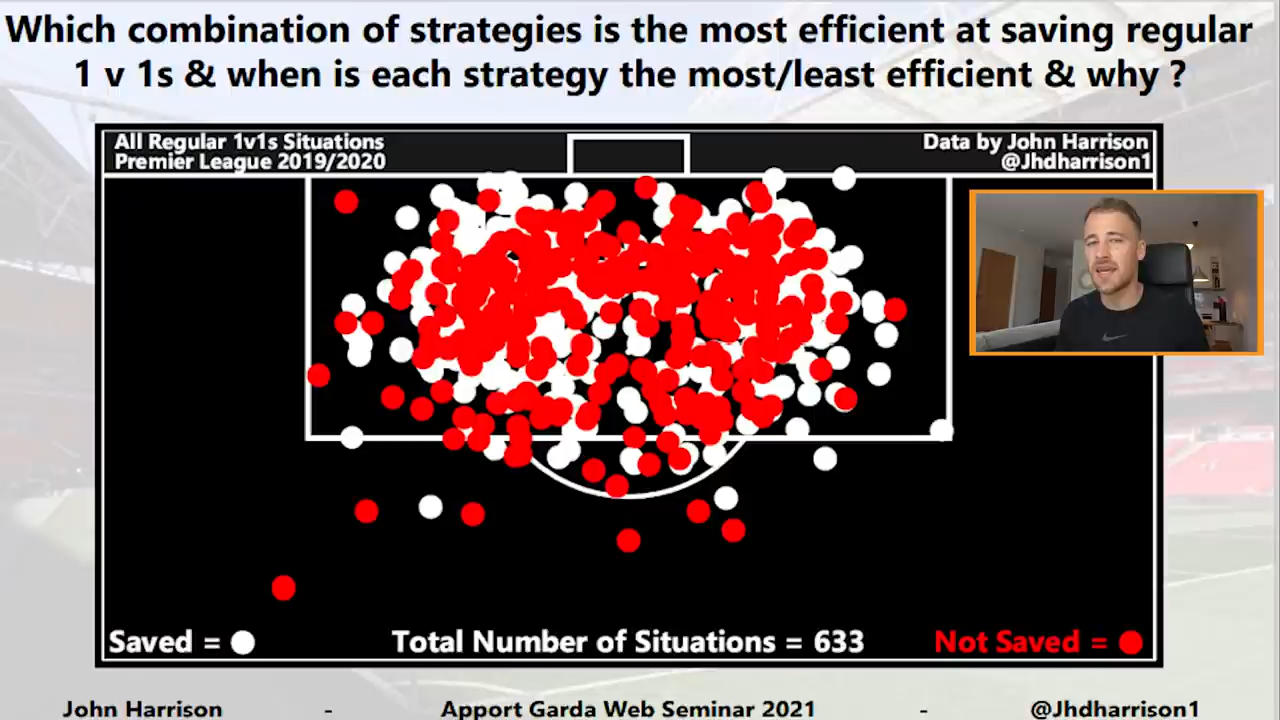 Which combination of strategies is the most efficient at saving regular
1 v 1s & when is each strategy the most/least efficient & why ?
All Regular 1v1s Situations
Premier League 2019/2020
Data by John Harrison
@Jhdharrison1
Saved =
Total Number of Situations = 633
Not Saved =
John Harrison - Apport Garda Web Seminar 2021 - @Jhdharrison1